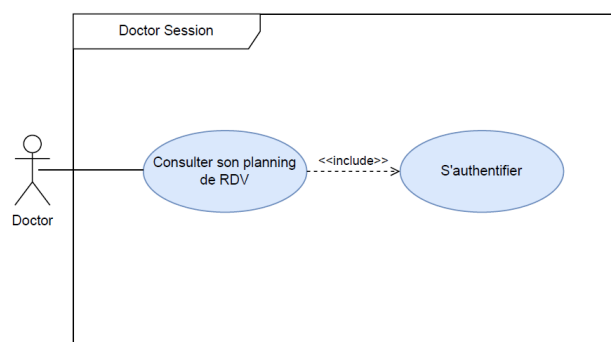 Doctor Session
Consulter son planning
de RDV
<<include>>
S'authentifier
Doctor